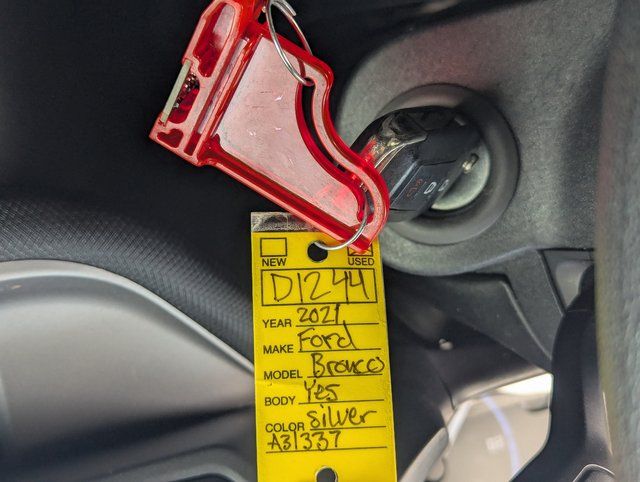 NEW USED
D1244
YEAR 2021
MAKE Ford
MODEL Bronco
BODY Yes
COLOR Silver
A31337